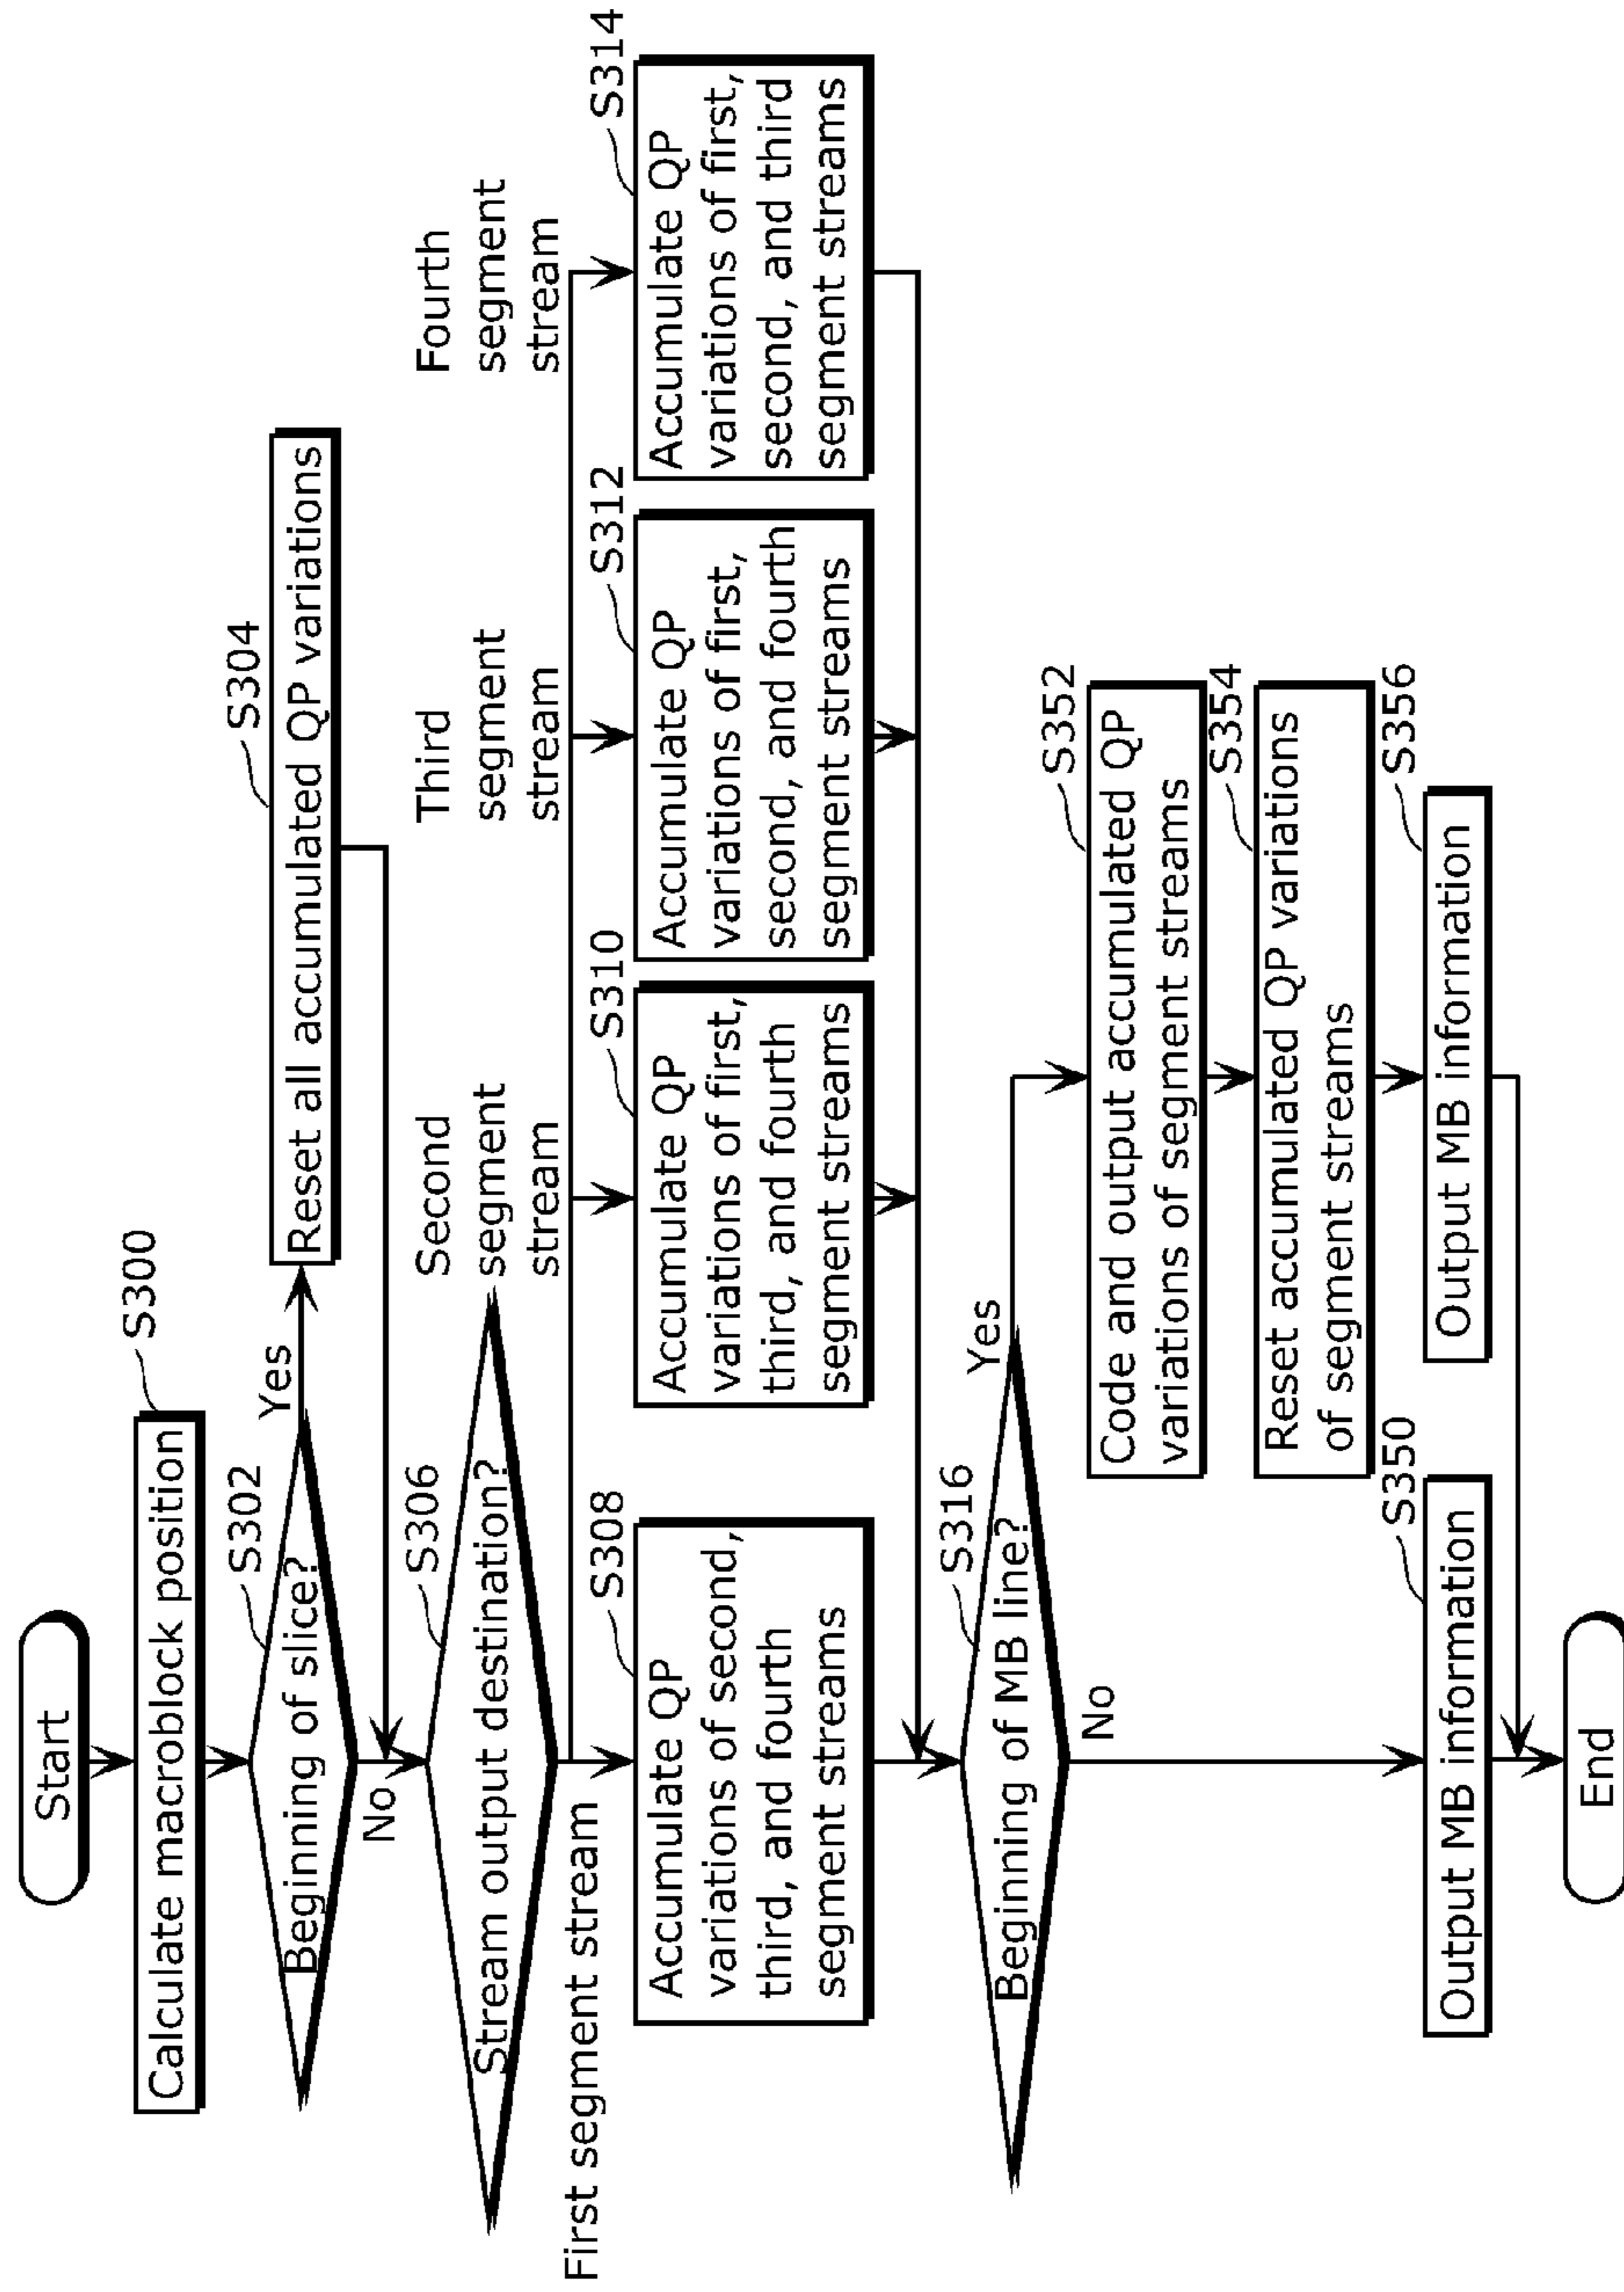 Start
S300
Calculate macroblock position
S302
Beginning of slice?
Yes
No
S304
Reset all accumulated QP variations
S306
Stream output destination?
First segment stream
Second
segment
stream
Third
segment
stream
Fourth
segment
stream
S308
Accumulate QP
variations of second,
third, and fourth
segment streams
S310
Accumulate QP
variations of first,
third, and fourth
segment streams
S312
Accumulate QP
variations of first,
second, and fourth
segment streams
S314
Accumulate QP
variations of first,
second, and third
segment streams
S316
Beginning of MB line?
Yes
No
S352
Code and output accumulated QP
variations of segment streams
S354
Reset accumulated QP variations
of segment streams
S350
Output MB information
S356
Output MB information
End